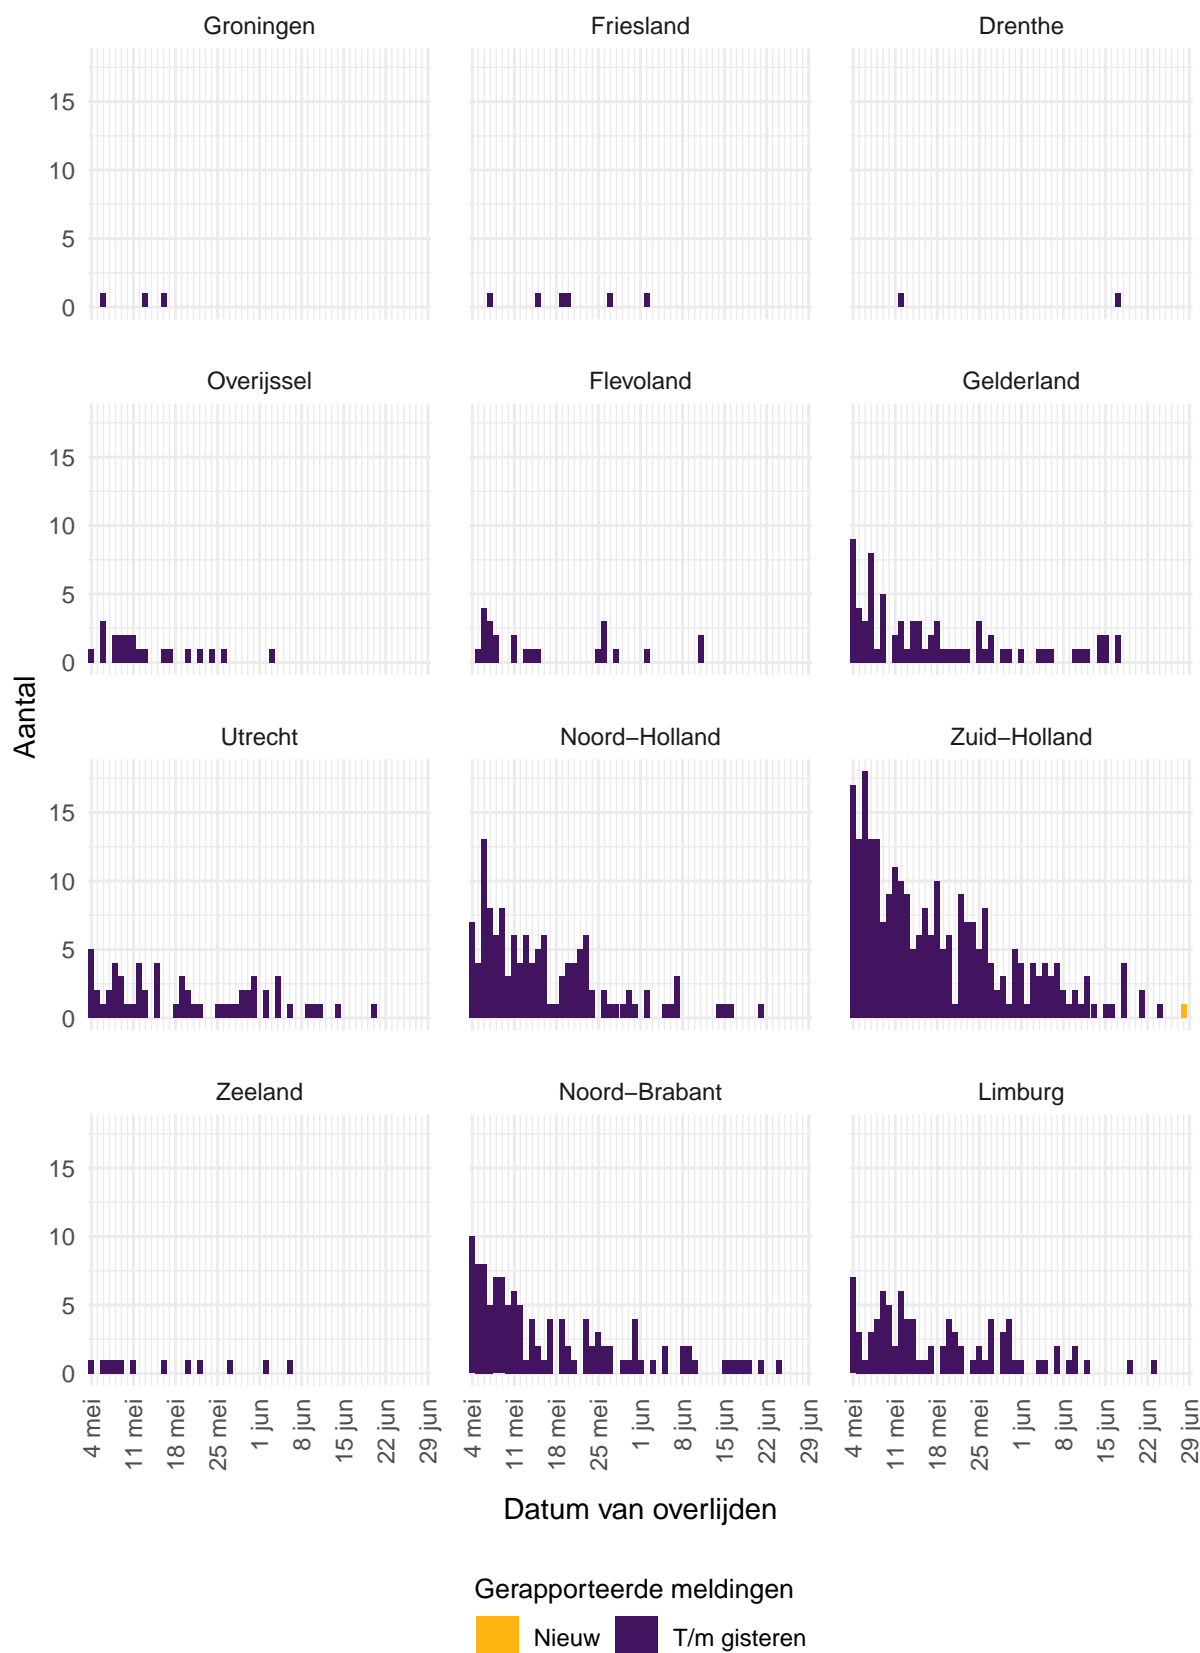 Groningen Friesland Drenthe
15
10
5
0
Overijssel Flevoland Gelderland
15
10
5
0
Utrecht Noord−Holland Zuid−Holland
15
10
5
0
Zeeland Noord−Brabant Limburg
15
10
5
0
Aantal
4 mei 11 mei 18 mei 25 mei 1 jun 8 jun 15 jun 22 jun 29 jun
4 mei 11 mei 18 mei 25 mei 1 jun 8 jun 15 jun 22 jun 29 jun
4 mei 11 mei 18 mei 25 mei 1 jun 8 jun 15 jun 22 jun 29 jun
Datum van overlijden
Gerapporteerde meldingen
Nieuw T/m gisteren